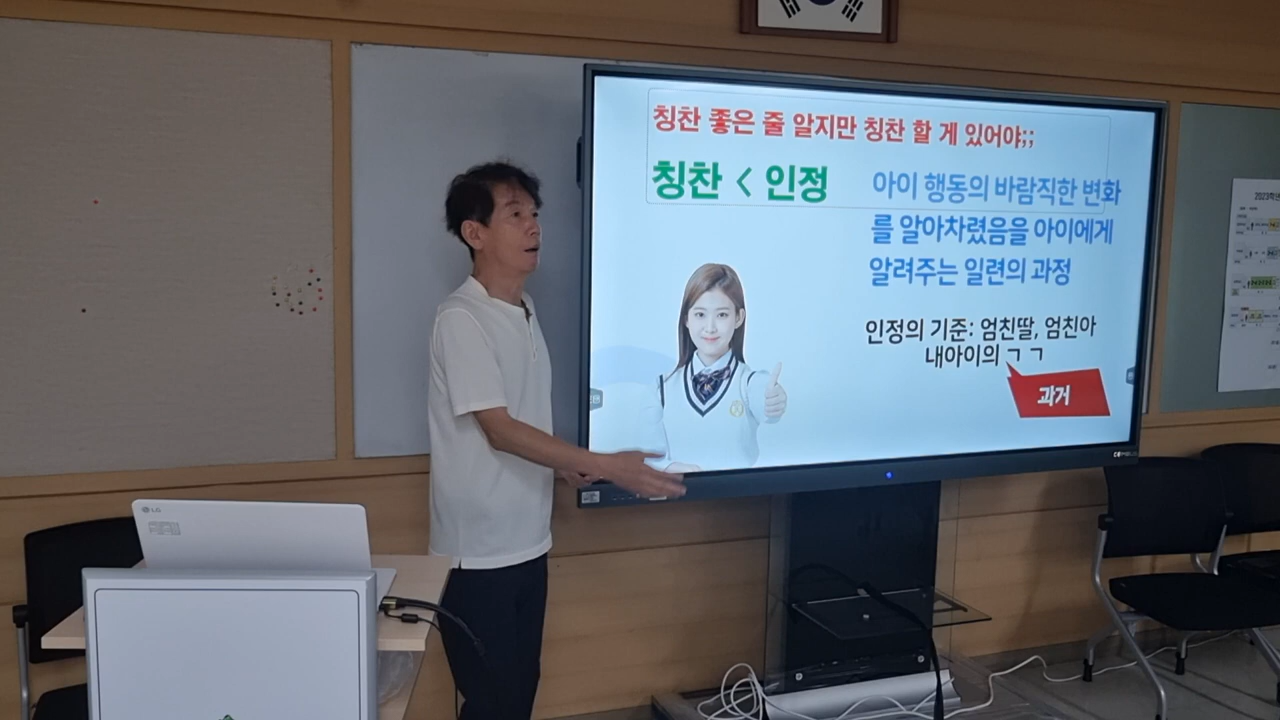 칭찬 좋은 줄 알지만 칭찬 할 게 있어야;;
칭찬 < 인정
아이 행동의 바람직한 변화
를 알아차렸음을 아이에게
알려주는 일련의 과정
인정의 기준: 엄친딸, 엄친아
내아이의 ㄱ ㄱ
과거
LG